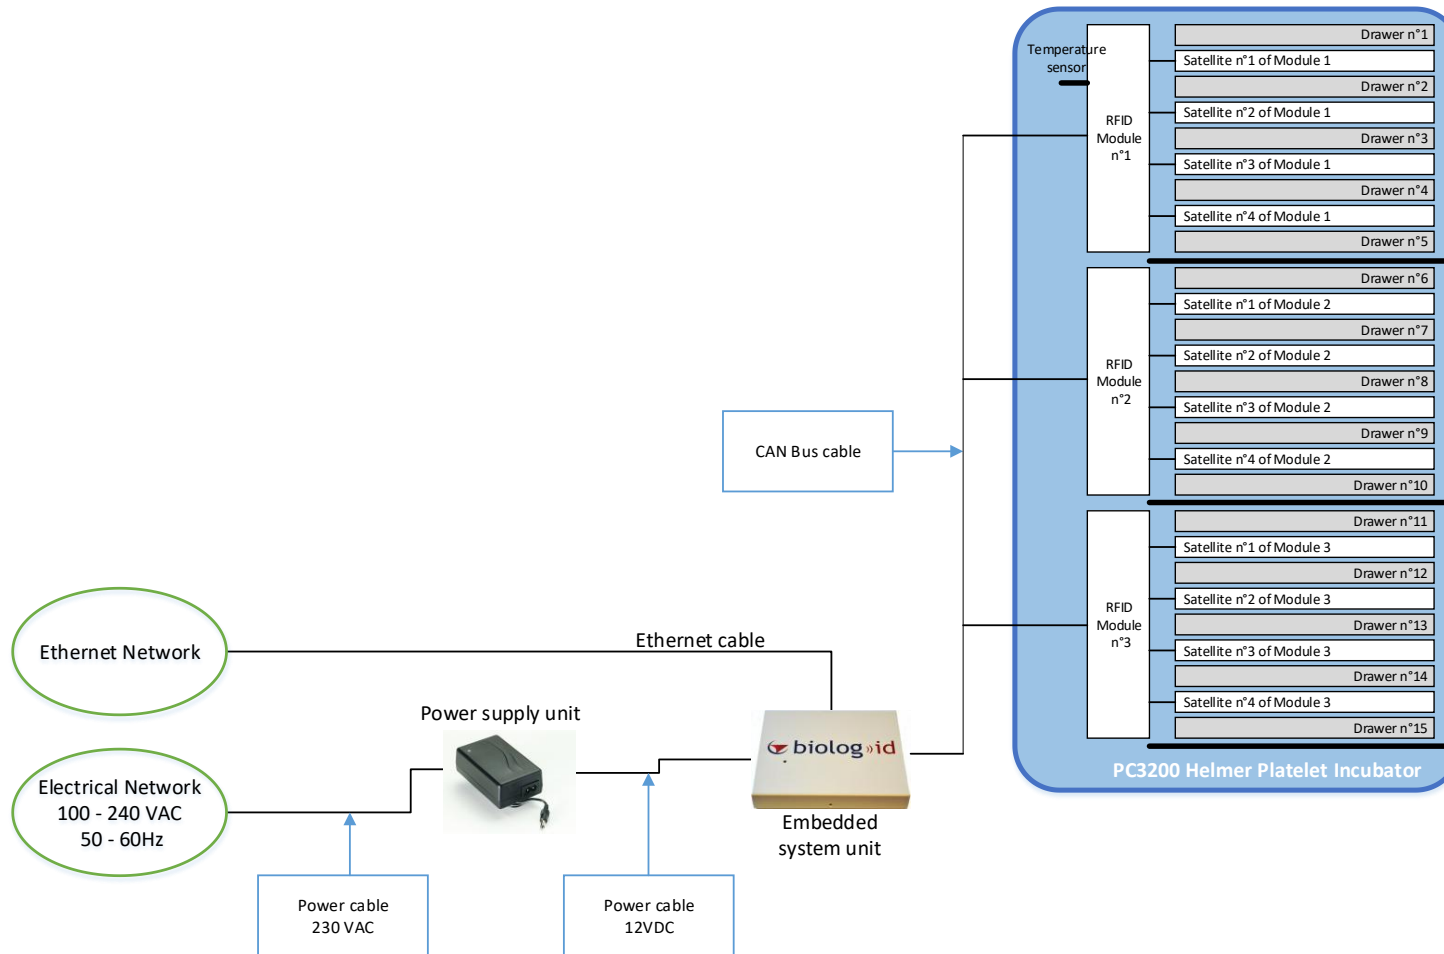 Temperature
sensor
RFID
Module
n°1
Drawer n°1
Satellite n°1 of Module 1
Drawer n°2
Satellite n°2 of Module 1
Drawer n°3
Satellite n°3 of Module 1
Drawer n°4
Satellite n°4 of Module 1
Drawer n°5
RFID
Module
n°2
Drawer n°6
Satellite n°1 of Module 2
Drawer n°7
Satellite n°2 of Module 2
Drawer n°8
Satellite n°3 of Module 2
Drawer n°9
Satellite n°4 of Module 2
Drawer n°10
CAN Bus cable
RFID
Module
n°3
Drawer n°11
Satellite n°1 of Module 3
Drawer n°12
Satellite n°2 of Module 3
Drawer n°13
Satellite n°3 of Module 3
Drawer n°14
Satellite n°4 of Module 3
Drawer n°15
PC3200 Helmer Platelet Incubator
Ethernet Network
Ethernet cable
Power supply unit
biolog»id
Embedded
system unit
Electrical Network
100 - 240 VAC
50 - 60Hz
Power cable
230 VAC
Power cable
12VDC